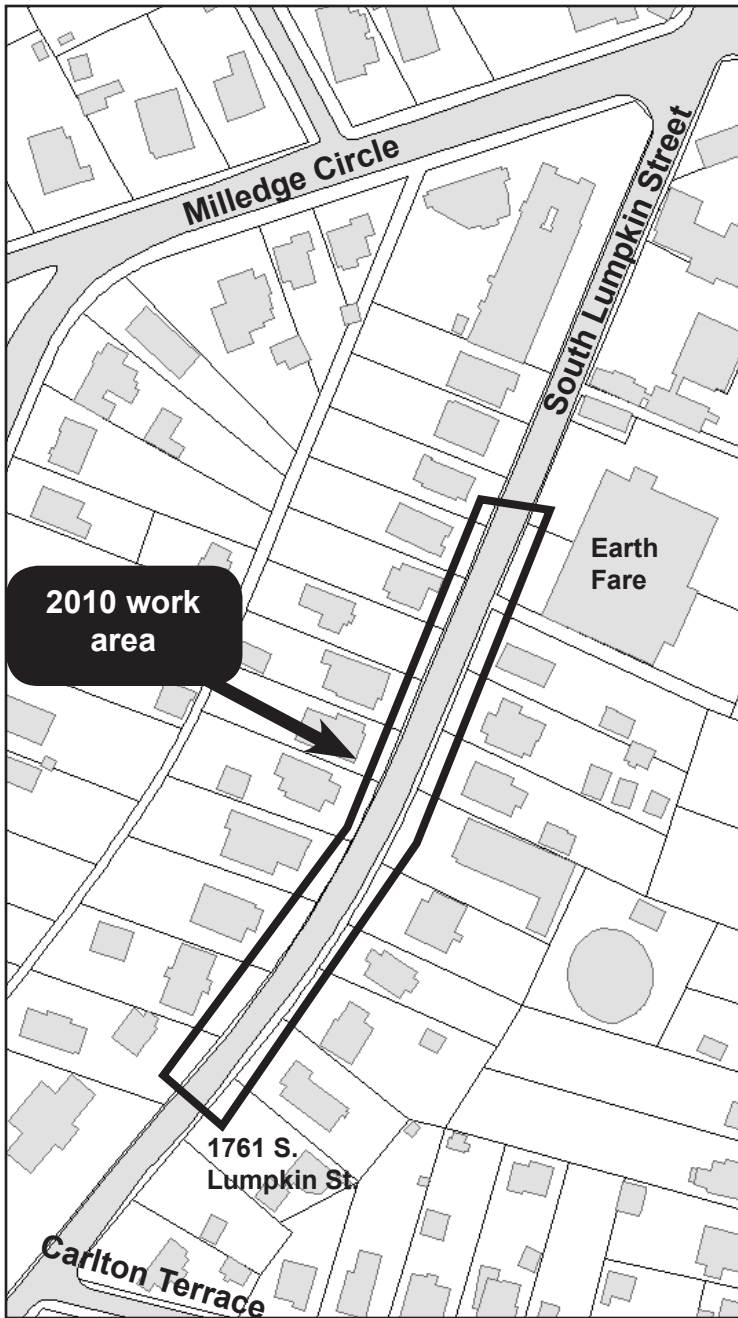 Milledge Circle
South Lumpkin Street
Earth
Fare
2010 work
area
1761 S.
Lumpkin St.
Carlton Terrace